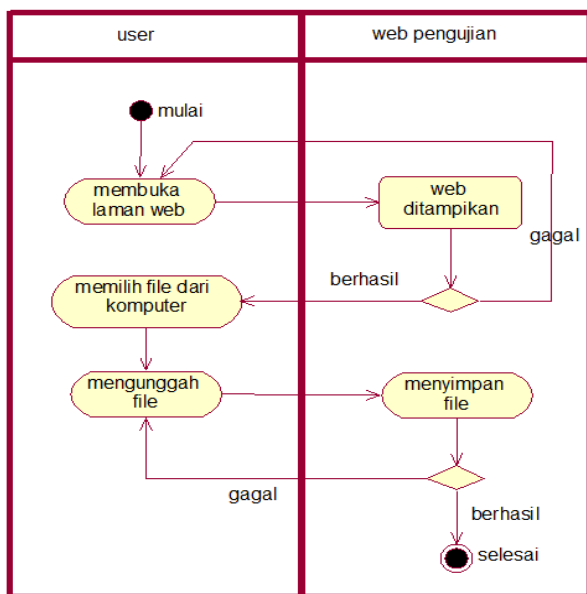 user
web pengujian
mulai
membuka
laman web
web
ditampikan
gagal
berhasil
memilih file dari
komputer
mengunggah
file
menyimpan
file
gagal
berhasil
selesai